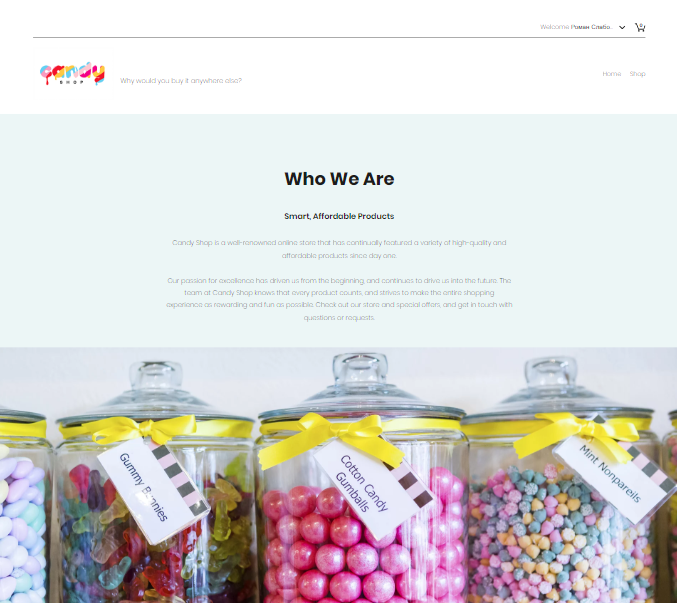 Welcome Роман Слабо...
0
candy
SHOP
Why would you buy it anywhere else?
Home Shop
Who We Are
Smart, Affordable Products
Candy Shop is a well-renowned online store that has continually featured a variety of high-quality and
affordable products since day one.
Our passion for excellence has driven us from the beginning, and continues to drive us into the future. The
team at Candy Shop knows that every product counts, and strives to make the entire shopping
experience as rewarding and fun as possible. Check out our store and special offers, and get in touch with
questions or requests.
Gummy Bunnies
Cotton Candy
Gumballs
Mint Nonpareils